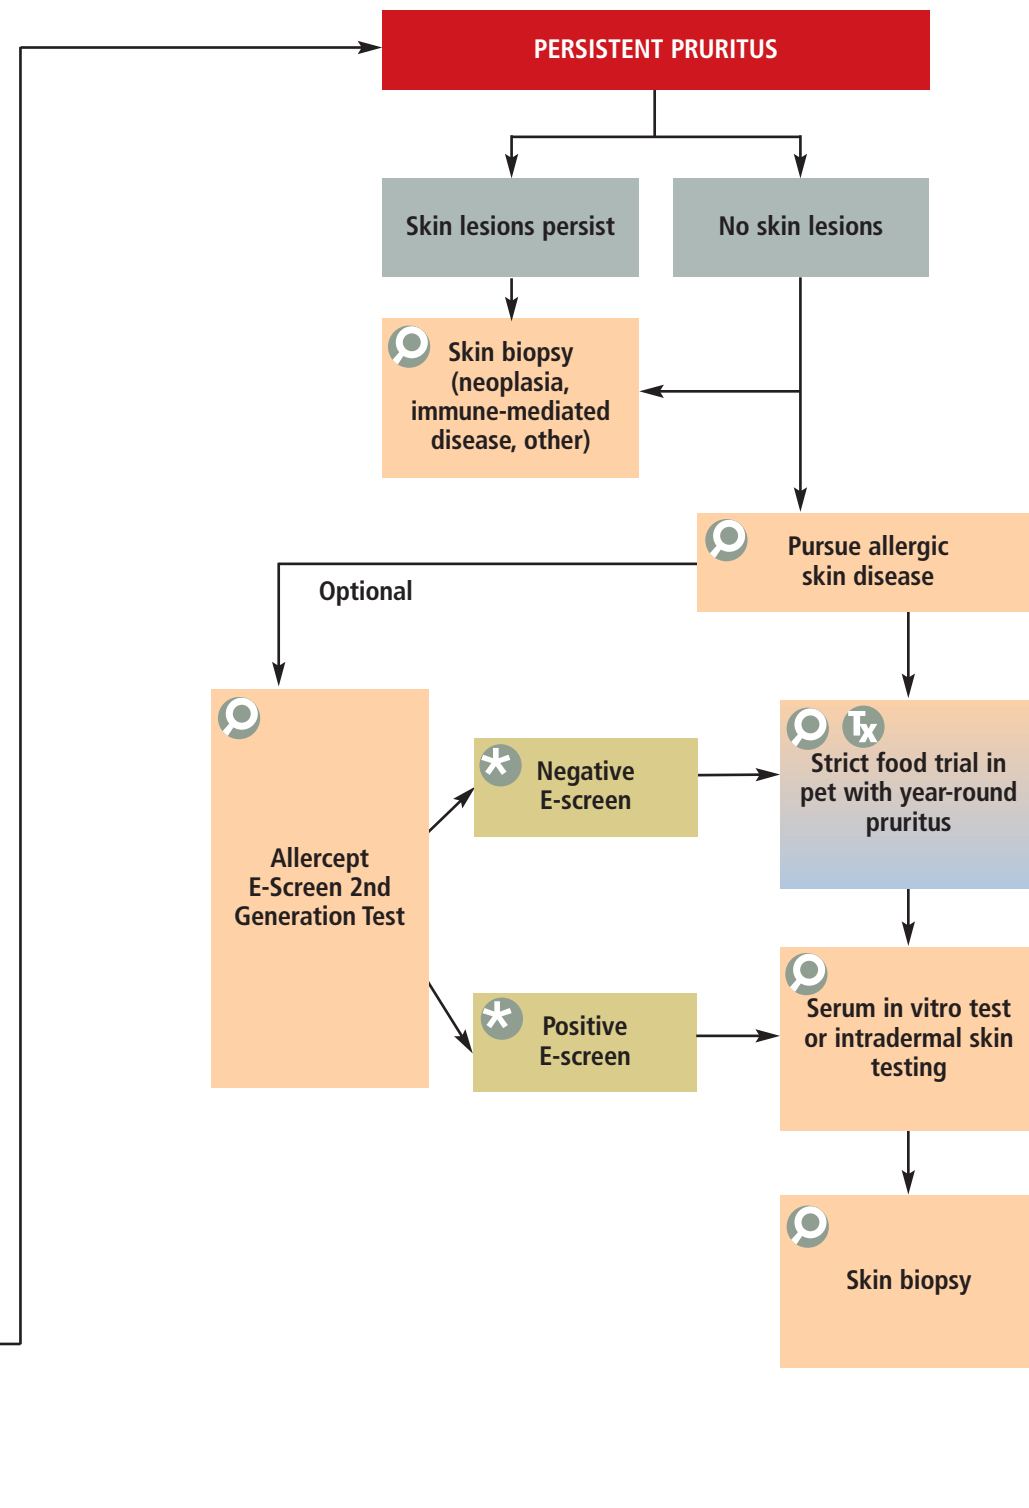 PERSISTENT PRURITUS
Skin lesions persist
No skin lesions
Skin biopsy
(neoplasia,
immune-mediated
disease, other)
Pursue allergic
skin disease
Optional
Allercept
E-Screen 2nd
Generation Test
Negative
E-screen
Tx
Strict food trial in
pet with year-round
pruritus
Positive
E-screen
Serum in vitro test
or intradermal skin
testing
Skin biopsy